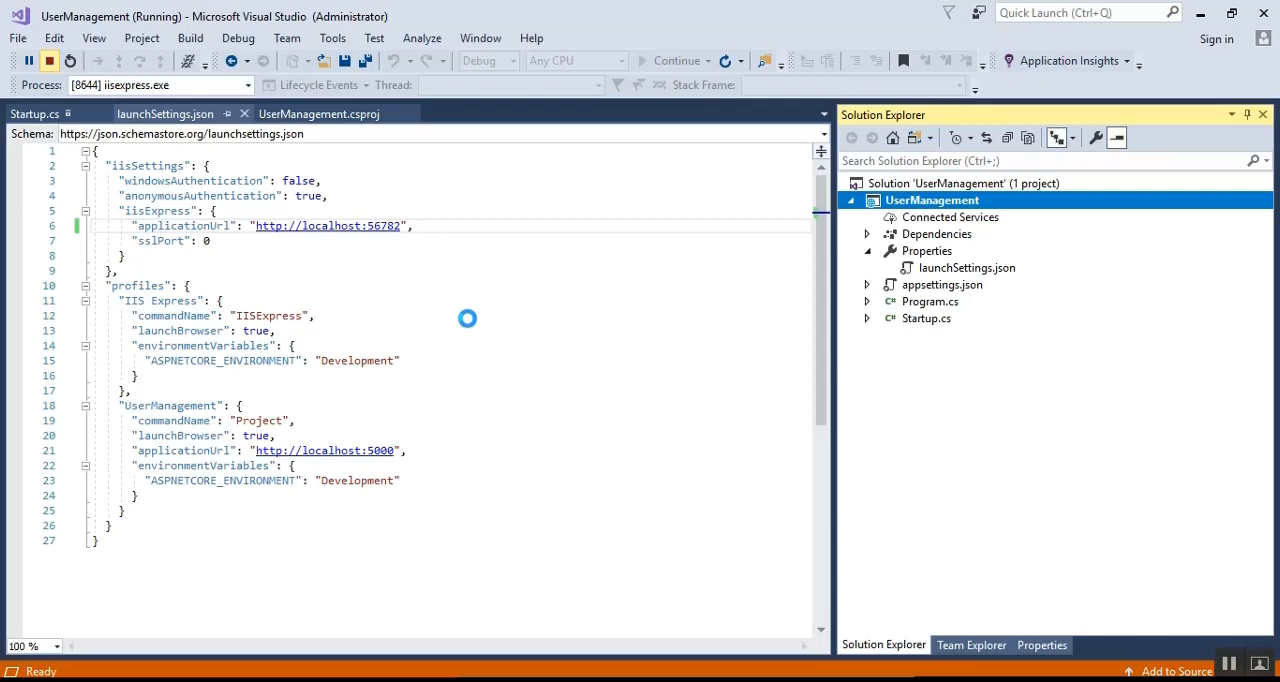 UserManagement (Running) - Microsoft Visual Studio (Administrator)
Quick Launch (Ctrl+Q)
File Edit View Project Build Debug Team Tools Test Analyze Window Help
Sign in
Debug Any CPU Continue Application Insights
Process: [8644] iisexpress.exe Lifecycle Events Thread: Stack Frame:
Startup.cs launchSettings.json UserManagement.csproj
Schema: https://json.schemastore.org/launchsettings.json
1 {
2 "iisSettings": {
3 "windowsAuthentication": false,
4 "anonymousAuthentication": true,
5 "iisExpress": {
6 "applicationUrl": "http://localhost:56782",
7 "sslPort": 0
8 }
9 },
10 "profiles": {
11 "IIS Express": {
12 "commandName": "IISExpress",
13 "launchBrowser": true,
14 "environmentVariables": {
15 "ASPNETCORE_ENVIRONMENT": "Development"
16 }
17 },
18 "UserManagement": {
19 "commandName": "Project",
20 "launchBrowser": true,
21 "applicationUrl": "http://localhost:5000",
22 "environmentVariables": {
23 "ASPNETCORE_ENVIRONMENT": "Development"
24 }
25 }
26 }
27 }
100 %
Solution Explorer
Search Solution Explorer (Ctrl+;)
Solution 'UserManagement' (1 project)
UserManagement
Connected Services
Dependencies
Properties
launchSettings.json
appsettings.json
C# Program.cs
C# Startup.cs
Solution Explorer Team Explorer Properties
Ready
Add to Source